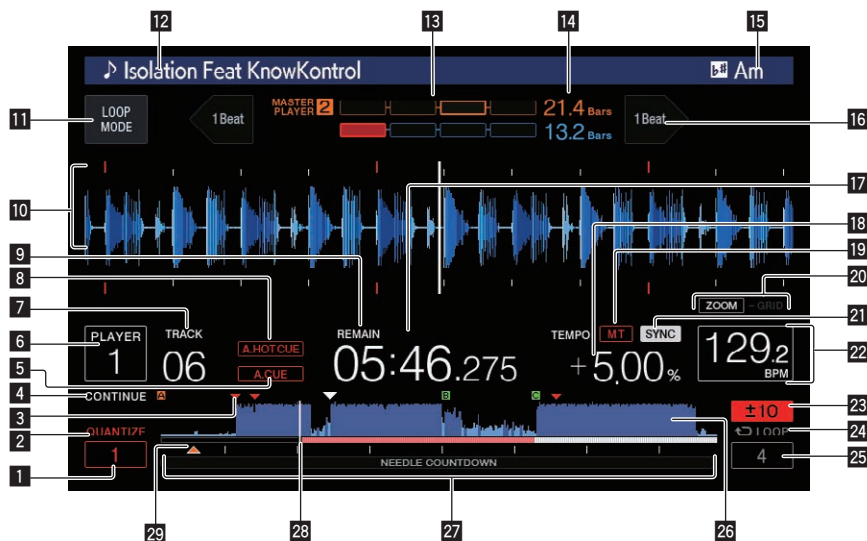 12 13 14 15
♪ Isolation Feat KnowKontrol ♭♯ Am
11 LOOP MODE 1Beat MASTER PLAYER 2 21.4 Bars 1Beat 16
13.2 Bars
17
10
18
9 19
8 20
7 ZOOM -GRID 21
6 PLAYER 1 TRACK 06 A.HOTCUE REMAIN 05:46.275 TEMPO MT SYNC +5.00% 129.2 BPM 22
5 A.CUE
4 CONTINUE A B C ±10 23
3
2 QUANTIZE LOOP 24
1 1 4 25
NEEDLE COUNTDOWN
29 28 27 26